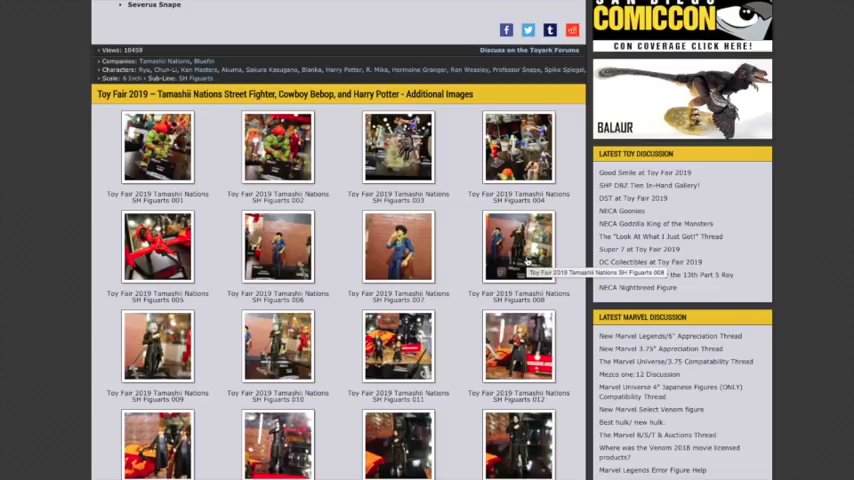 Severus Snape
SAN DIEGO
COMICCON
CON COVERAGE CLICK HERE!
Views: 10459
Discuss on the Toyark Forums
Companies: Tamashii Nations, Bluefin
Characters: Ryu, Chun-Li, Ken Masters, Akuma, Sakura Kasugano, Blanka, Harry Potter, R. Mika, Hermoine Granger, Ron Weasley, Professor Snape, Spike Spiegel,
Scale: 6 Inch • Sub-Line: SH Figuarts
Toy Fair 2019 – Tamashii Nations Street Fighter, Cowboy Bebop, and Harry Potter - Additional Images
BALAUR
Toy Fair 2019 Tamashii Nations
SH Figuarts 001
Toy Fair 2019 Tamashii Nations
SH Figuarts 002
Toy Fair 2019 Tamashii Nations
SH Figuarts 003
Toy Fair 2019 Tamashii Nations
SH Figuarts 004
Toy Fair 2019 Tamashii Nations SH Figuarts 008
Toy Fair 2019 Tamashii Nations
SH Figuarts 005
Toy Fair 2019 Tamashii Nations
SH Figuarts 006
Toy Fair 2019 Tamashii Nations
SH Figuarts 007
Toy Fair 2019 Tamashii Nations
SH Figuarts 008
Toy Fair 2019 Tamashii Nations
SH Figuarts 009
Toy Fair 2019 Tamashii Nations
SH Figuarts 010
Toy Fair 2019 Tamashii Nations
SH Figuarts 011
Toy Fair 2019 Tamashii Nations
SH Figuarts 012
LATEST TOY DISCUSSION
Good Smile at Toy Fair 2019
SHF DBZ Tien In-Hand Gallery!
DST at Toy Fair 2019
NECA Goonies
NECA Godzilla King of the Monsters
The "Look At What I Just Got!" Thread
Super 7 at Toy Fair 2019
DC Collectibles at Toy Fair 2019
the 13th Part 5 Roy
NECA Nightbreed Figure
LATEST MARVEL DISCUSSION
New Marvel Legends/6" Appreciation Thread
New Marvel 3.75" Appreciation Thread
The Marvel Universe/3.75 Compatability Thread
Mezco one:12 Discussion
Marvel Universe 4" Japanese Figures (ONLY)
Compatibility Thread
New Marvel Select Venom figure
Best hulk/ new hulk.
The Marvel B/S/T & Auctions Thread
Where was the Venom 2018 movie licensed
products?
Marvel Legends Error Figure Help